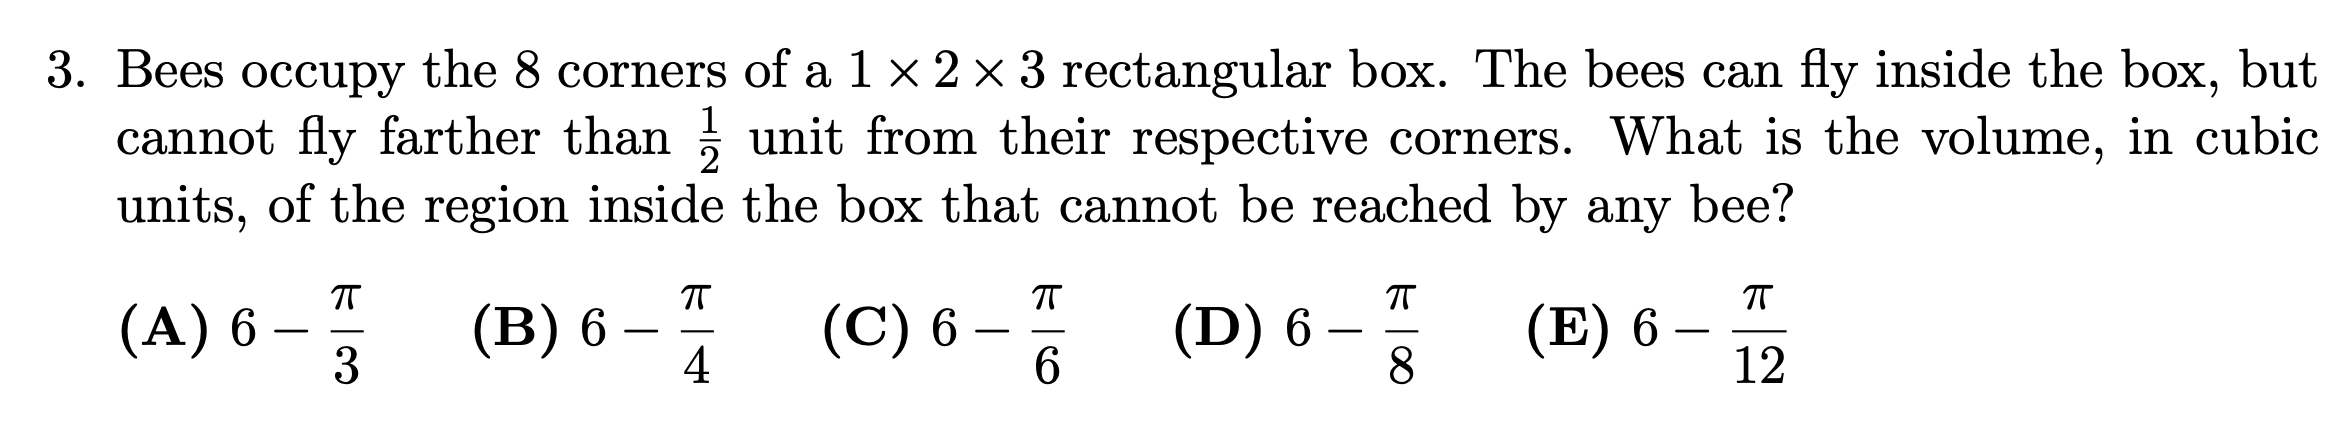 3. Bees occupy the 8 corners of a 1 × 2 × 3 rectangular box. The bees can fly inside the box, but
cannot fly farther than 1/2 unit from their respective corners. What is the volume, in cubic
units, of the region inside the box that cannot be reached by any bee?
(A) 6 − π/3 (B) 6 − π/4 (C) 6 − π/6 (D) 6 − π/8 (E) 6 − π/12